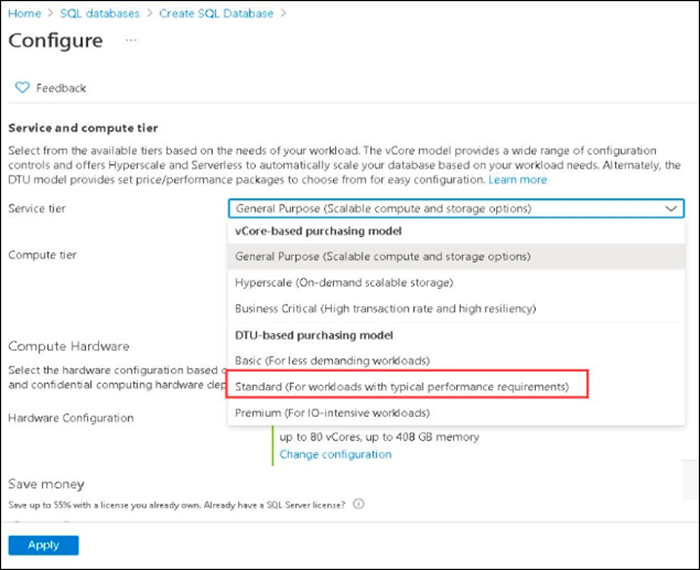 Home > SQL databases > Create SQL Database >
Configure ...
Feedback
Service and compute tier
Select from the available tiers based on the needs of your workload. The vCore model provides a wide range of configuration
controls and offers Hyperscale and Serverless to automatically scale your database based on your workload needs. Alternately, the
DTU model provides set price/performance packages to choose from for easy configuration. Learn more
Service tier
General Purpose (Scalable compute and storage options)
vCore-based purchasing model
Compute tier
General Purpose (Scalable compute and storage options)
Hyperscale (On-demand scalable storage)
Business Critical (High transaction rate and high resiliency)
DTU-based purchasing model
Compute Hardware
Basic (For less demanding workloads)
Select the hardware configuration based
and confidential computing hardware dep
Standard (For workloads with typical performance requirements)
Premium (For IO-intensive workloads)
Hardware Configuration
up to 80 vCores, up to 408 GB memory
Change configuration
Save money
Save up to 55% with a license you already own. Already have a SQL Server license?
Apply